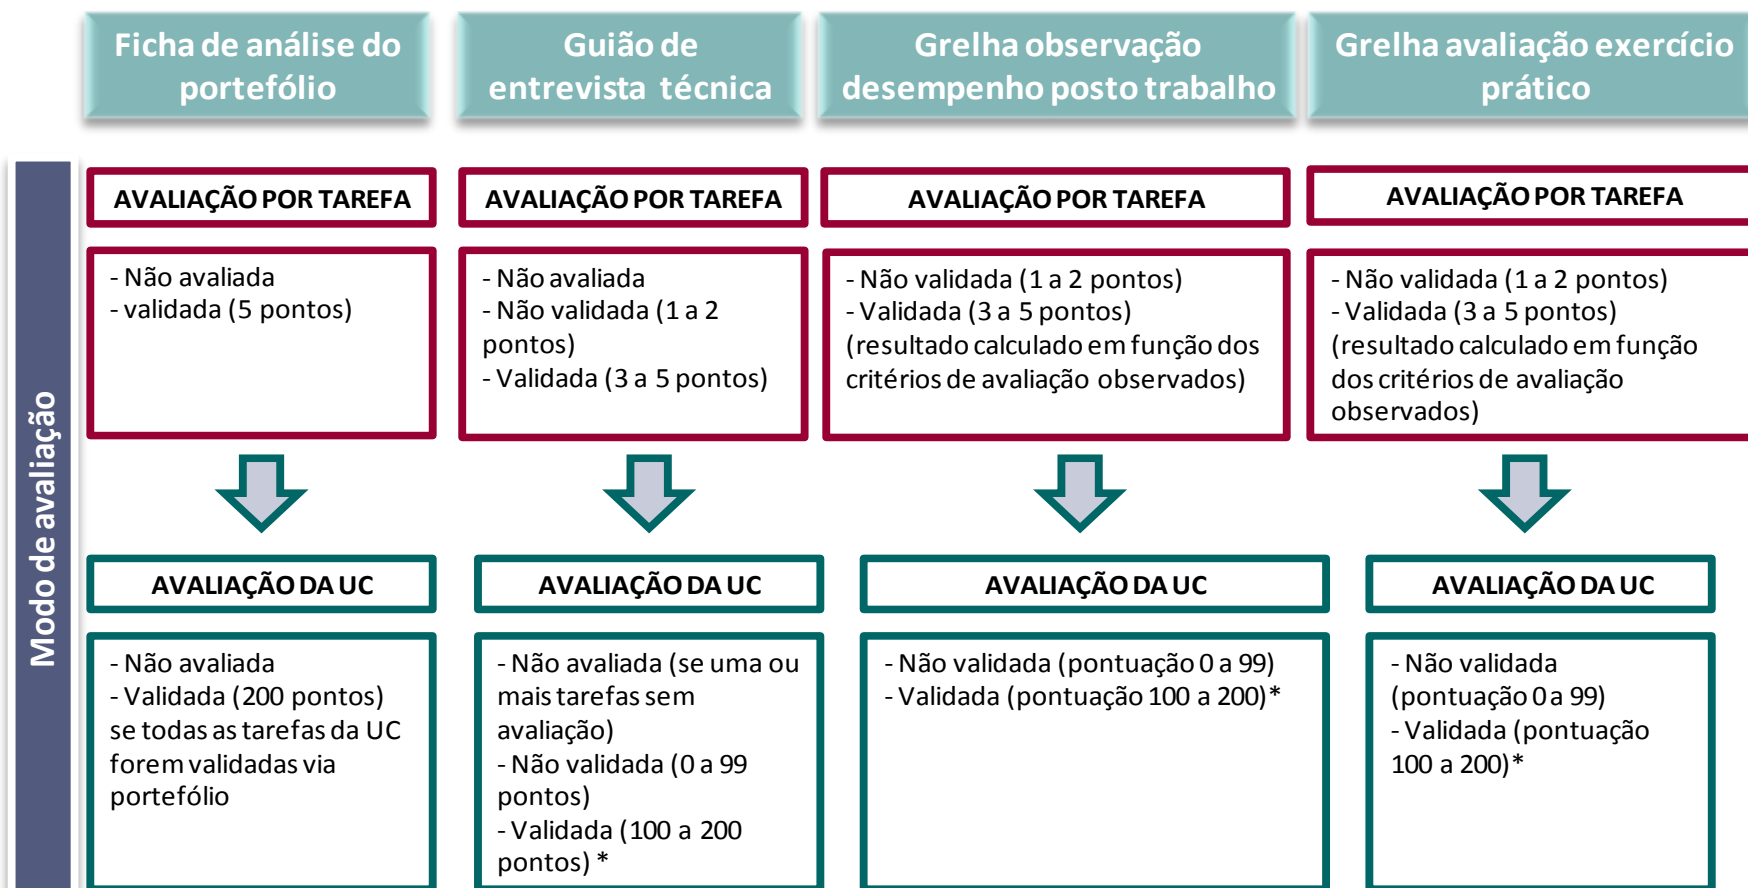 Ficha de análise do
portefólio
Guião de
entrevista técnica
Grelha observação
desempenho posto trabalho
Grelha avaliação exercício
prático
Modo de avaliação
AVALIAÇÃO POR TAREFA
AVALIAÇÃO POR TAREFA
AVALIAÇÃO POR TAREFA
AVALIAÇÃO POR TAREFA
- Não avaliada
- validada (5 pontos)
- Não avaliada
- Não validada (1 a 2
pontos)
- Validada (3 a 5 pontos)
- Não validada (1 a 2 pontos)
- Validada (3 a 5 pontos)
(resultado calculado em função dos
critérios de avaliação observados)
- Não validada (1 a 2 pontos)
- Validada (3 a 5 pontos)
(resultado calculado em função
dos critérios de avaliação
observados)
AVALIAÇÃO DA UC
AVALIAÇÃO DA UC
AVALIAÇÃO DA UC
AVALIAÇÃO DA UC
- Não avaliada
- Validada (200 pontos)
se todas as tarefas da UC
forem validadas via
portefólio
- Não avaliada (se uma ou
mais tarefas sem
avaliação)
- Não validada (0 a 99
pontos)
- Validada (100 a 200
pontos) *
- Não validada (pontuação 0 a 99)
- Validada (pontuação 100 a 200)*
- Não validada
(pontuação 0 a 99)
- Validada (pontuação
100 a 200)*